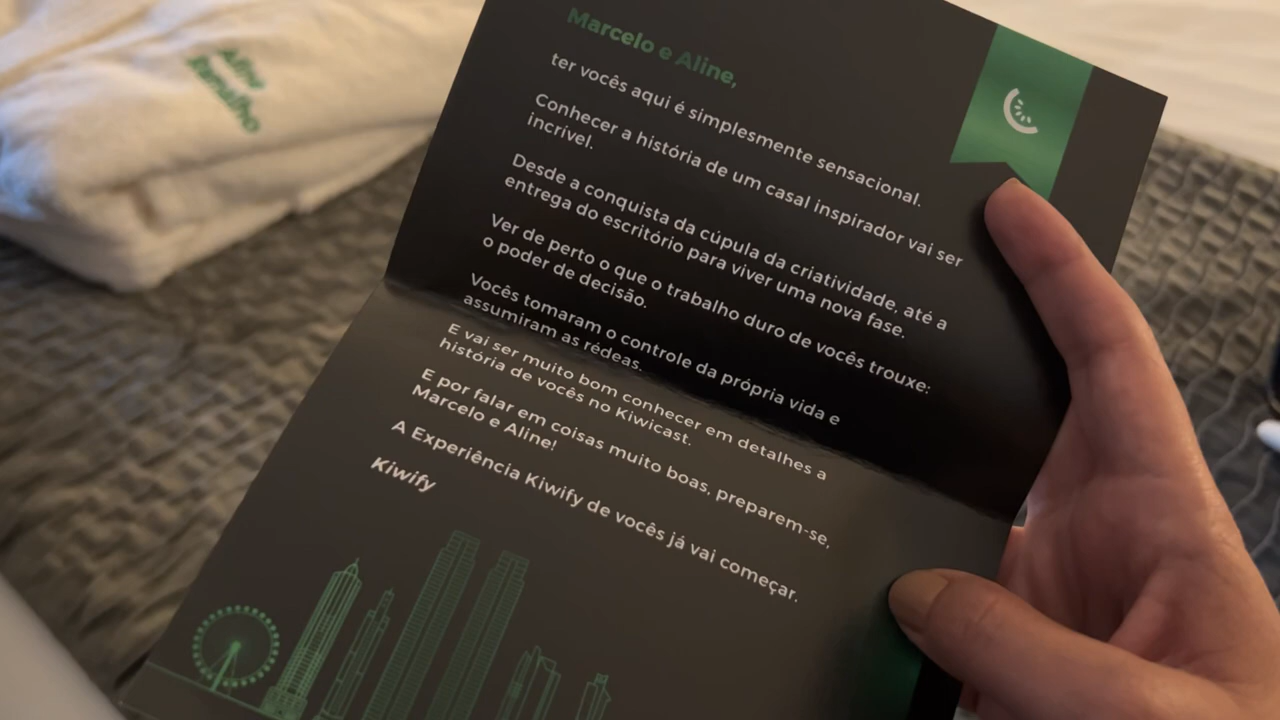 Aline
Ramalho
Marcelo e Aline,
ter vocês aqui é simplesmente sensacional.
Conhecer a história de um casal inspirador vai ser
incrível.
Desde a conquista da cúpula da criatividade, até a
entrega do escritório para viver uma nova fase.
Ver de perto o que o trabalho duro de vocês trouxe:
o poder de decisão.
Vocês tomaram o controle da própria vida e
assumiram as rédeas.
E vai ser muito bom conhecer em detalhes a
história de vocês no Kiwicast.
E por falar em coisas muito boas, preparem-se,
Marcelo e Aline!
A Experiência Kiwify de vocês já vai começar.
Kiwify